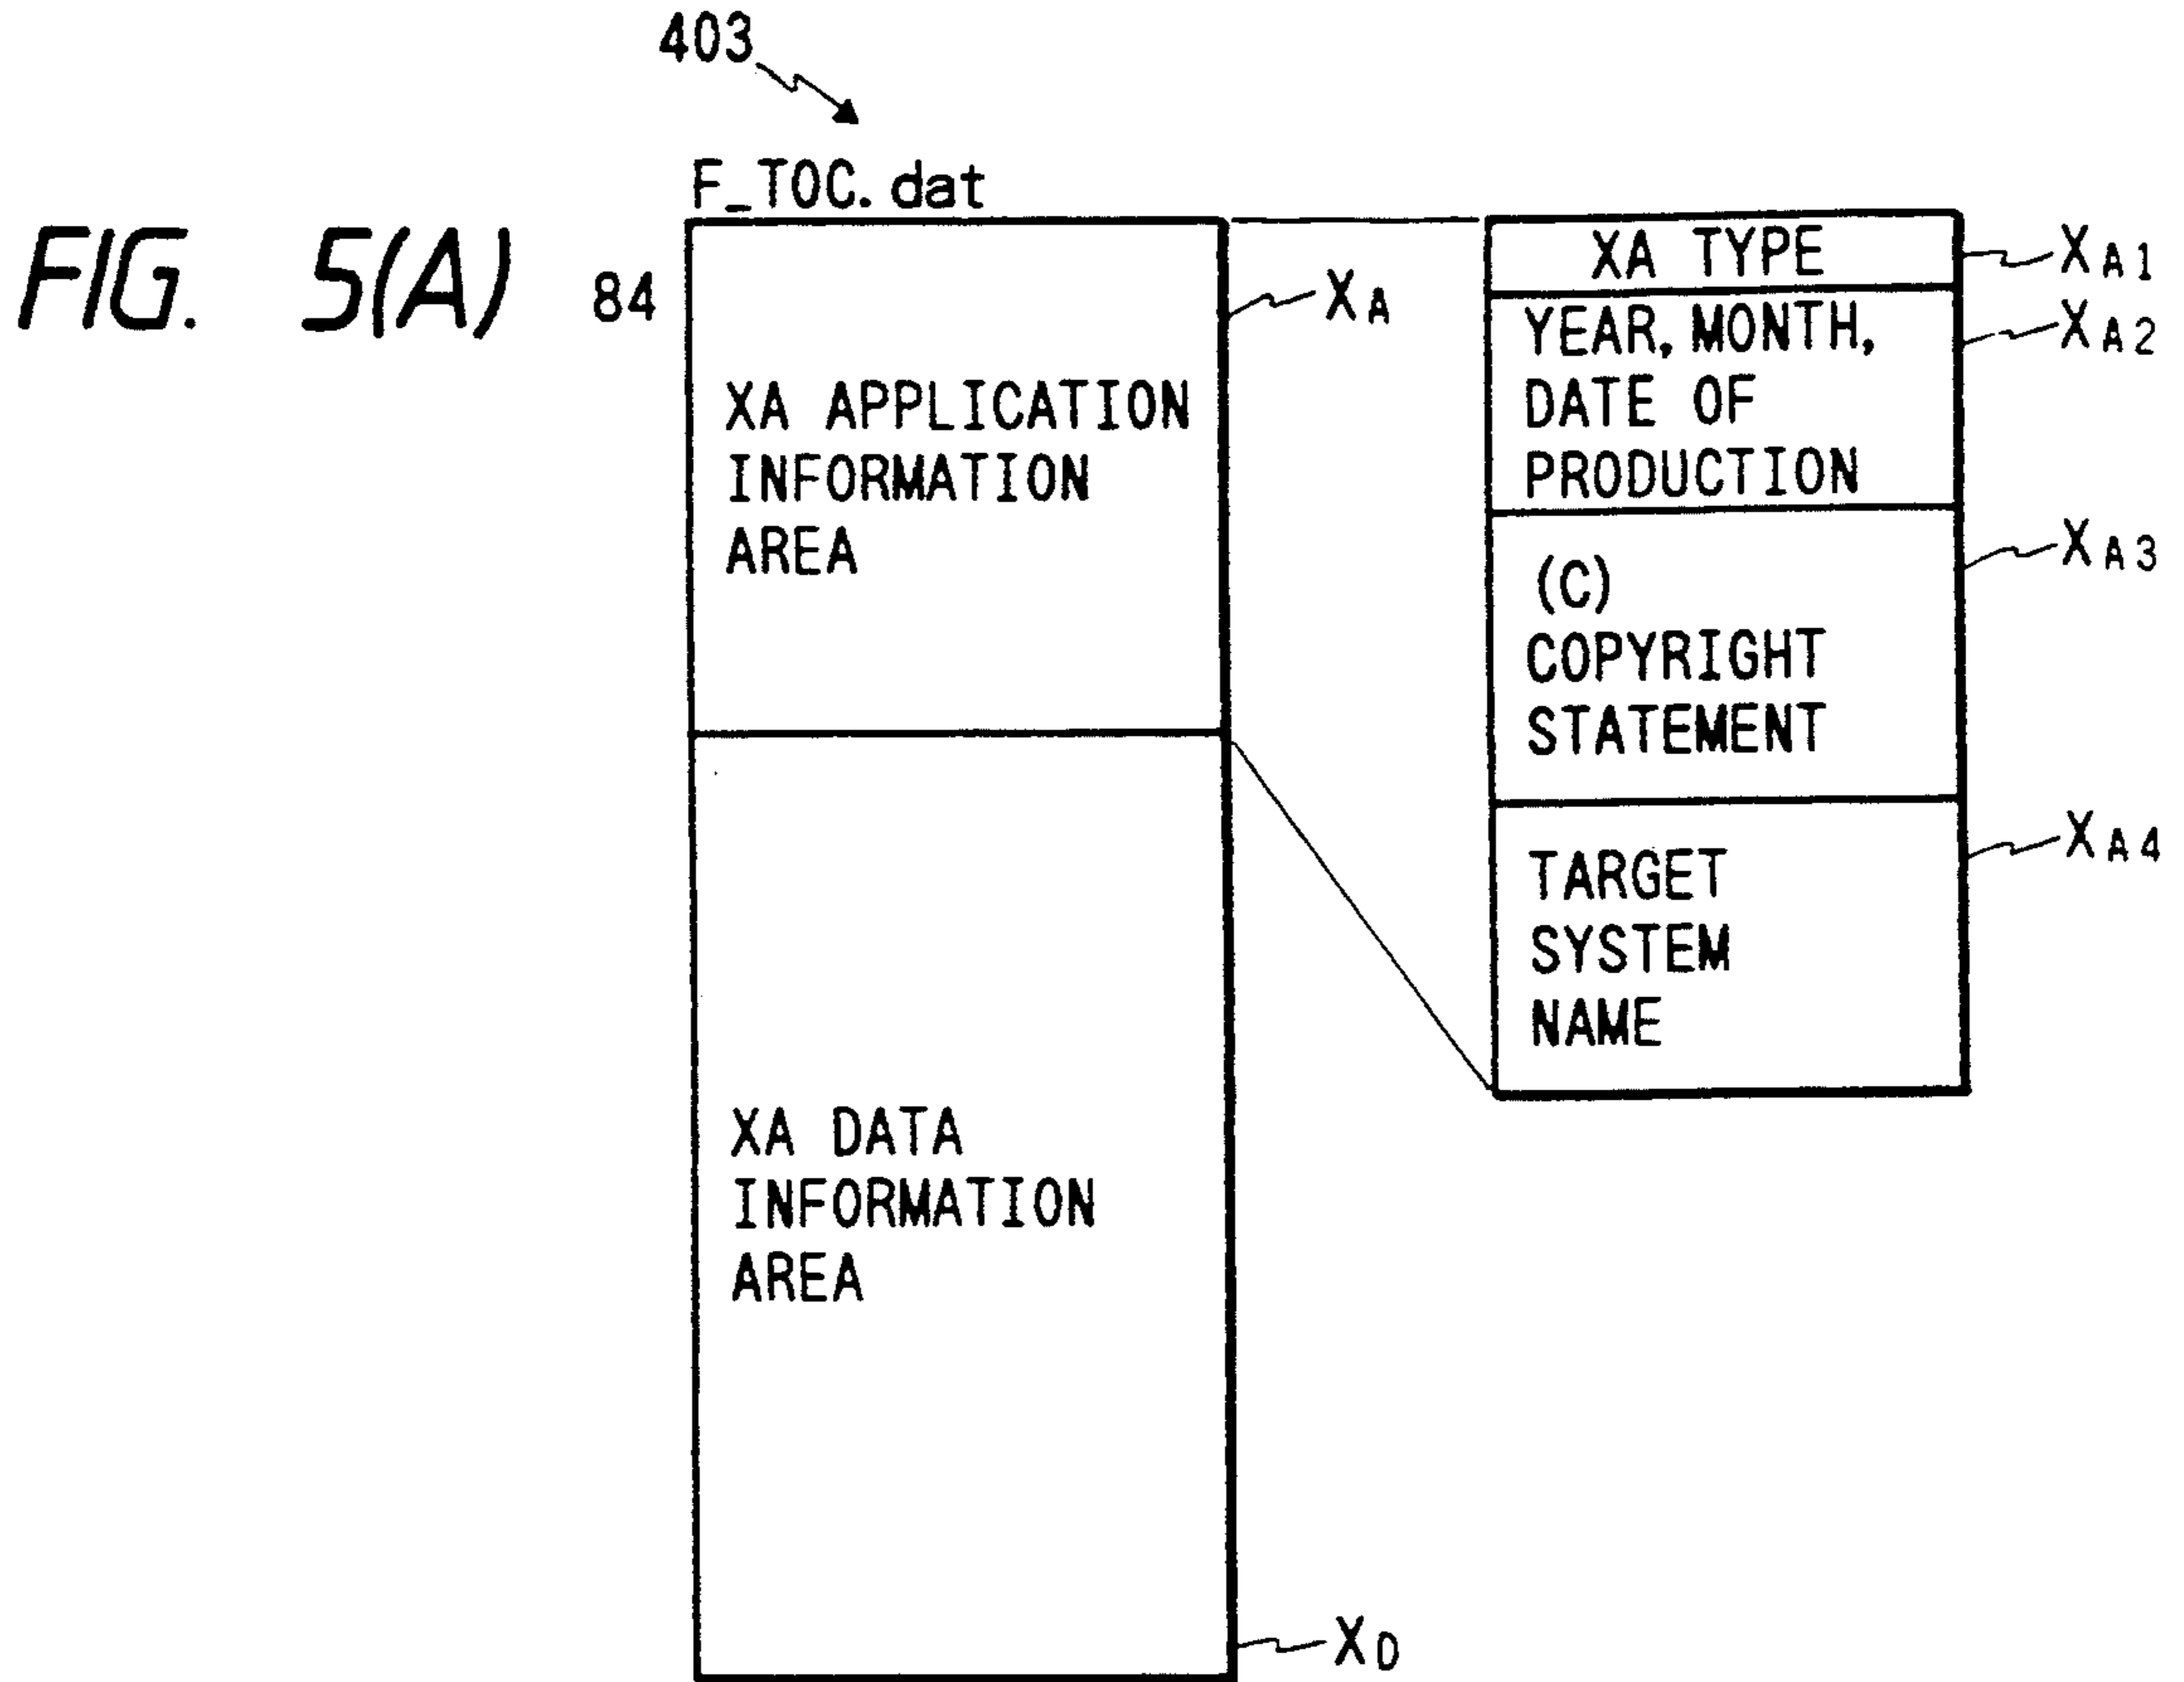 403
F_TOC.dat
FIG. 5(A)
84
XA APPLICATION
INFORMATION
AREA
XA
XA DATA
INFORMATION
AREA
XD
XA TYPE
XA1
YEAR, MONTH,
DATE OF
PRODUCTION
XA2
(C)
COPYRIGHT
STATEMENT
XA3
TARGET
SYSTEM
NAME
XA4